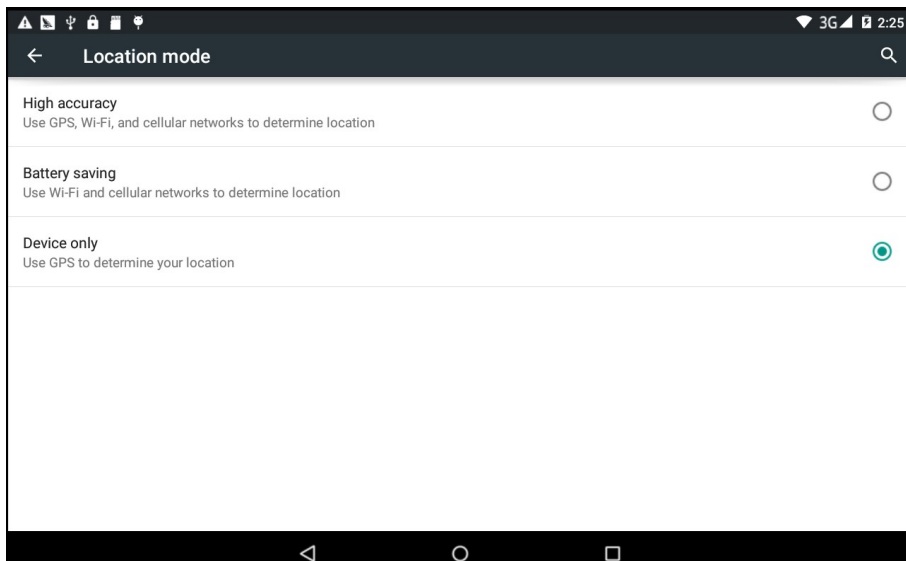 3G 2:25
Location mode
High accuracy
Use GPS, Wi-Fi, and cellular networks to determine location
Battery saving
Use Wi-Fi and cellular networks to determine location
Device only
Use GPS to determine your location